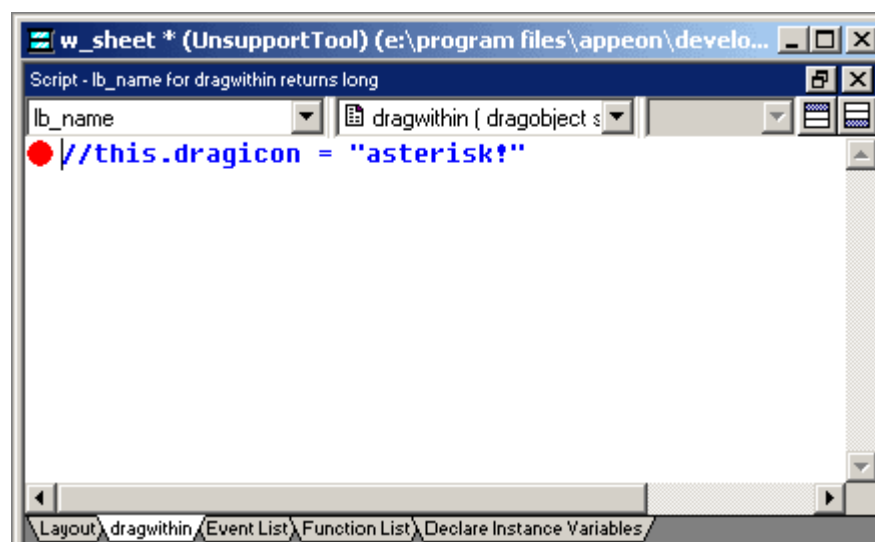 w_sheet * (UnsupportTool) (e:\program files\appeon\develo...
Script - lb_name for dragwithin returns long
lb_name
dragwithin ( dragobject s
//this.dragicon = "asterisk!"
Layout
dragwithin
Event List
Function List
Declare Instance Variables